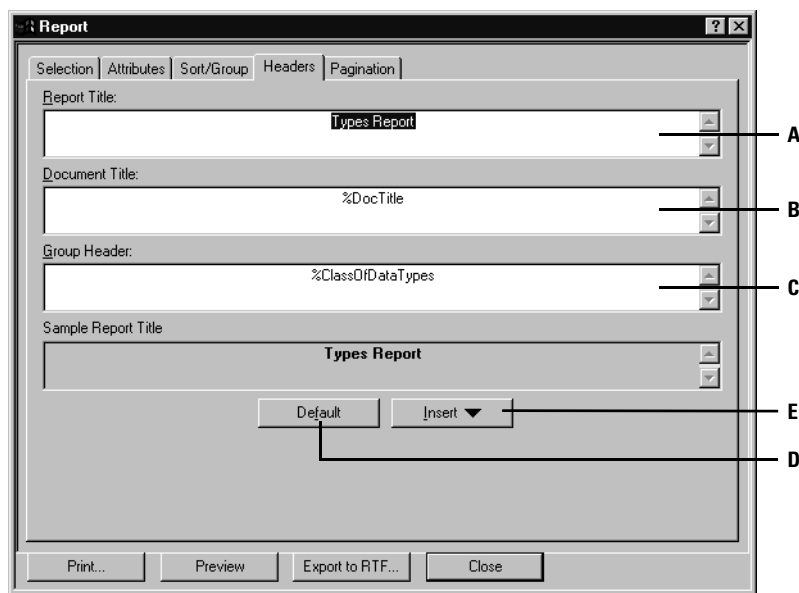 Report
Selection Attributes Sort/Group Headers Pagination
Report Title:
Types Report
A
Document Title:
%DocTitle
B
Group Header:
%ClassOfDataTypes
C
Sample Report Title
Types Report
Default Insert
E
D
Print... Preview Export to RTF... Close